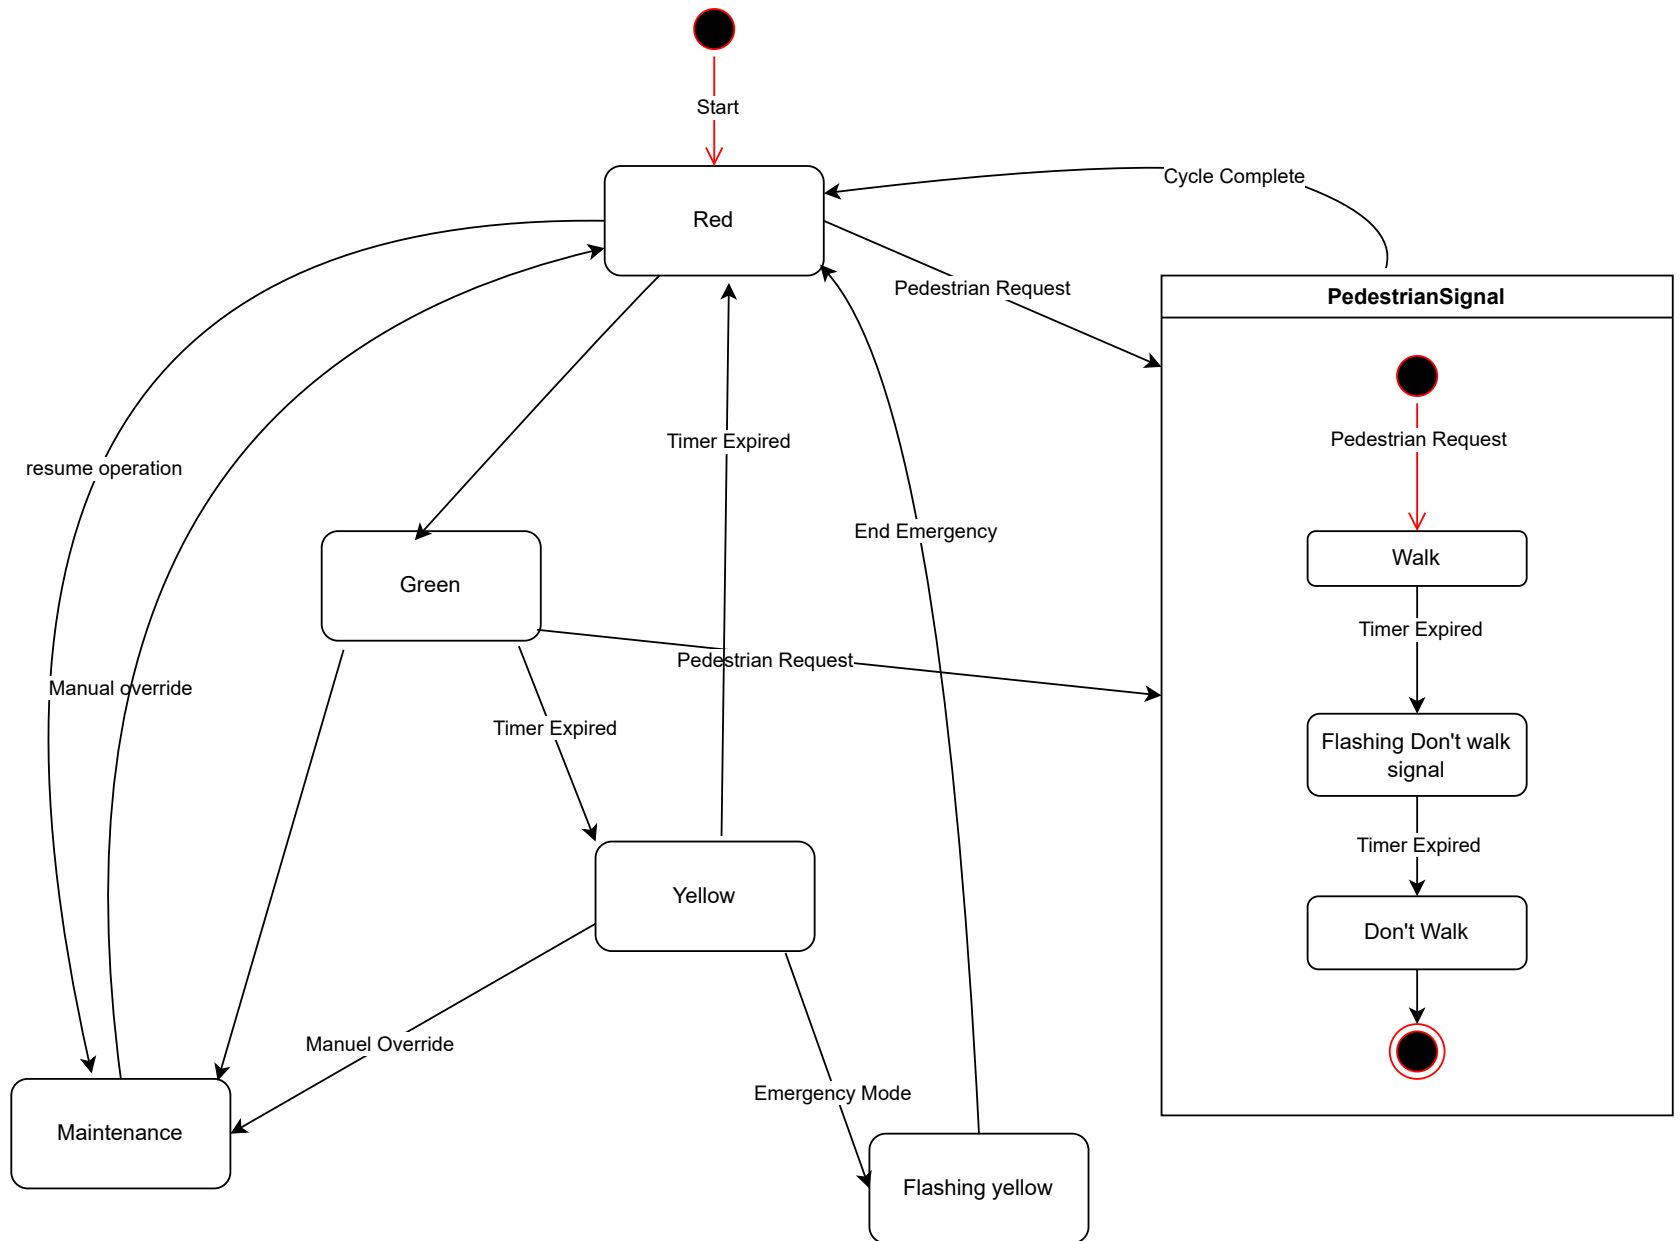 Start
Red
Cycle Complete
Pedestrian Request
PedestrianSignal
Timer Expired
Pedestrian Request
resume operation
End Emergency
Walk
Green
Timer Expired
Pedestrian Request
Manual override
Timer Expired
Flashing Don't walk
signal
Timer Expired
Yellow
Don't Walk
Manuel Override
Emergency Mode
Maintenance
Flashing yellow